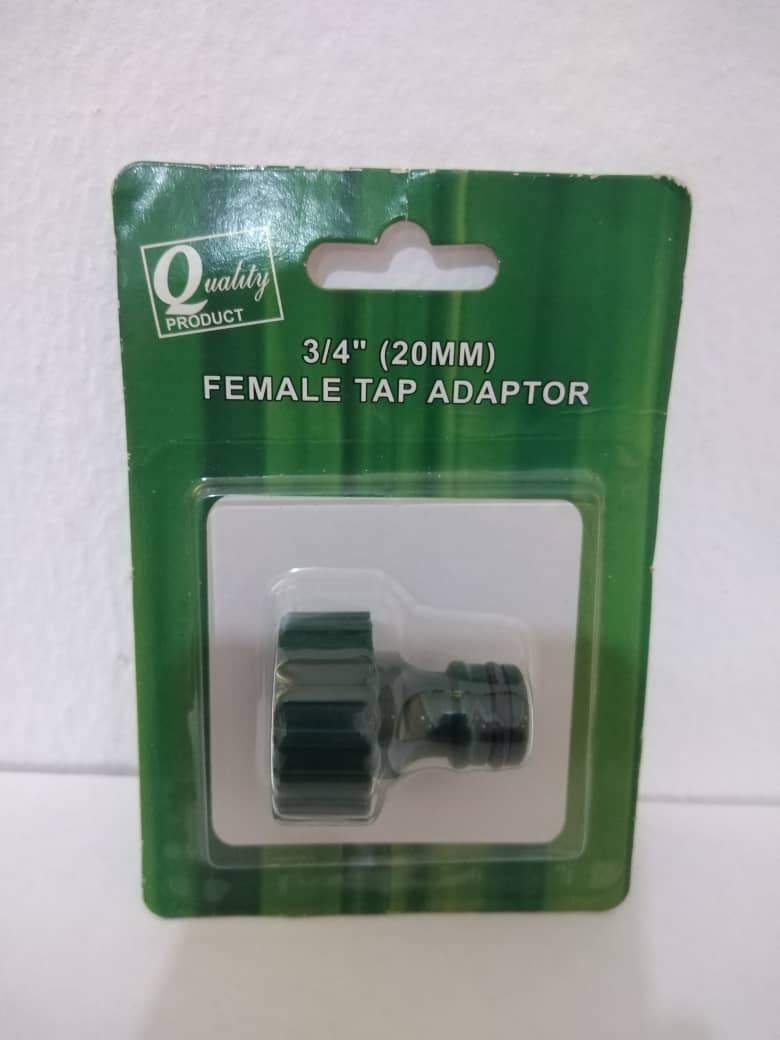 Quality
PRODUCT
3/4" (20MM)
FEMALE TAP ADAPTOR